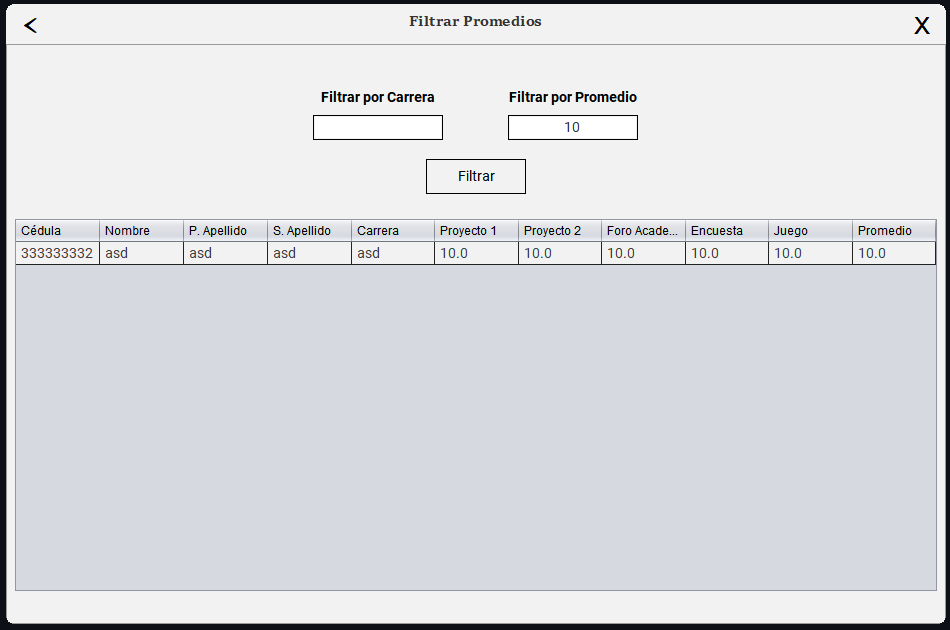 < Filtrar Promedios X
Filtrar por Carrera Filtrar por Promedio
10
Filtrar
Cédula Nombre P. Apellido S. Apellido Carrera Proyecto 1 Proyecto 2 Foro Acade... Encuesta Juego Promedio
333333332 asd asd asd asd 10.0 10.0 10.0 10.0 10.0 10.0